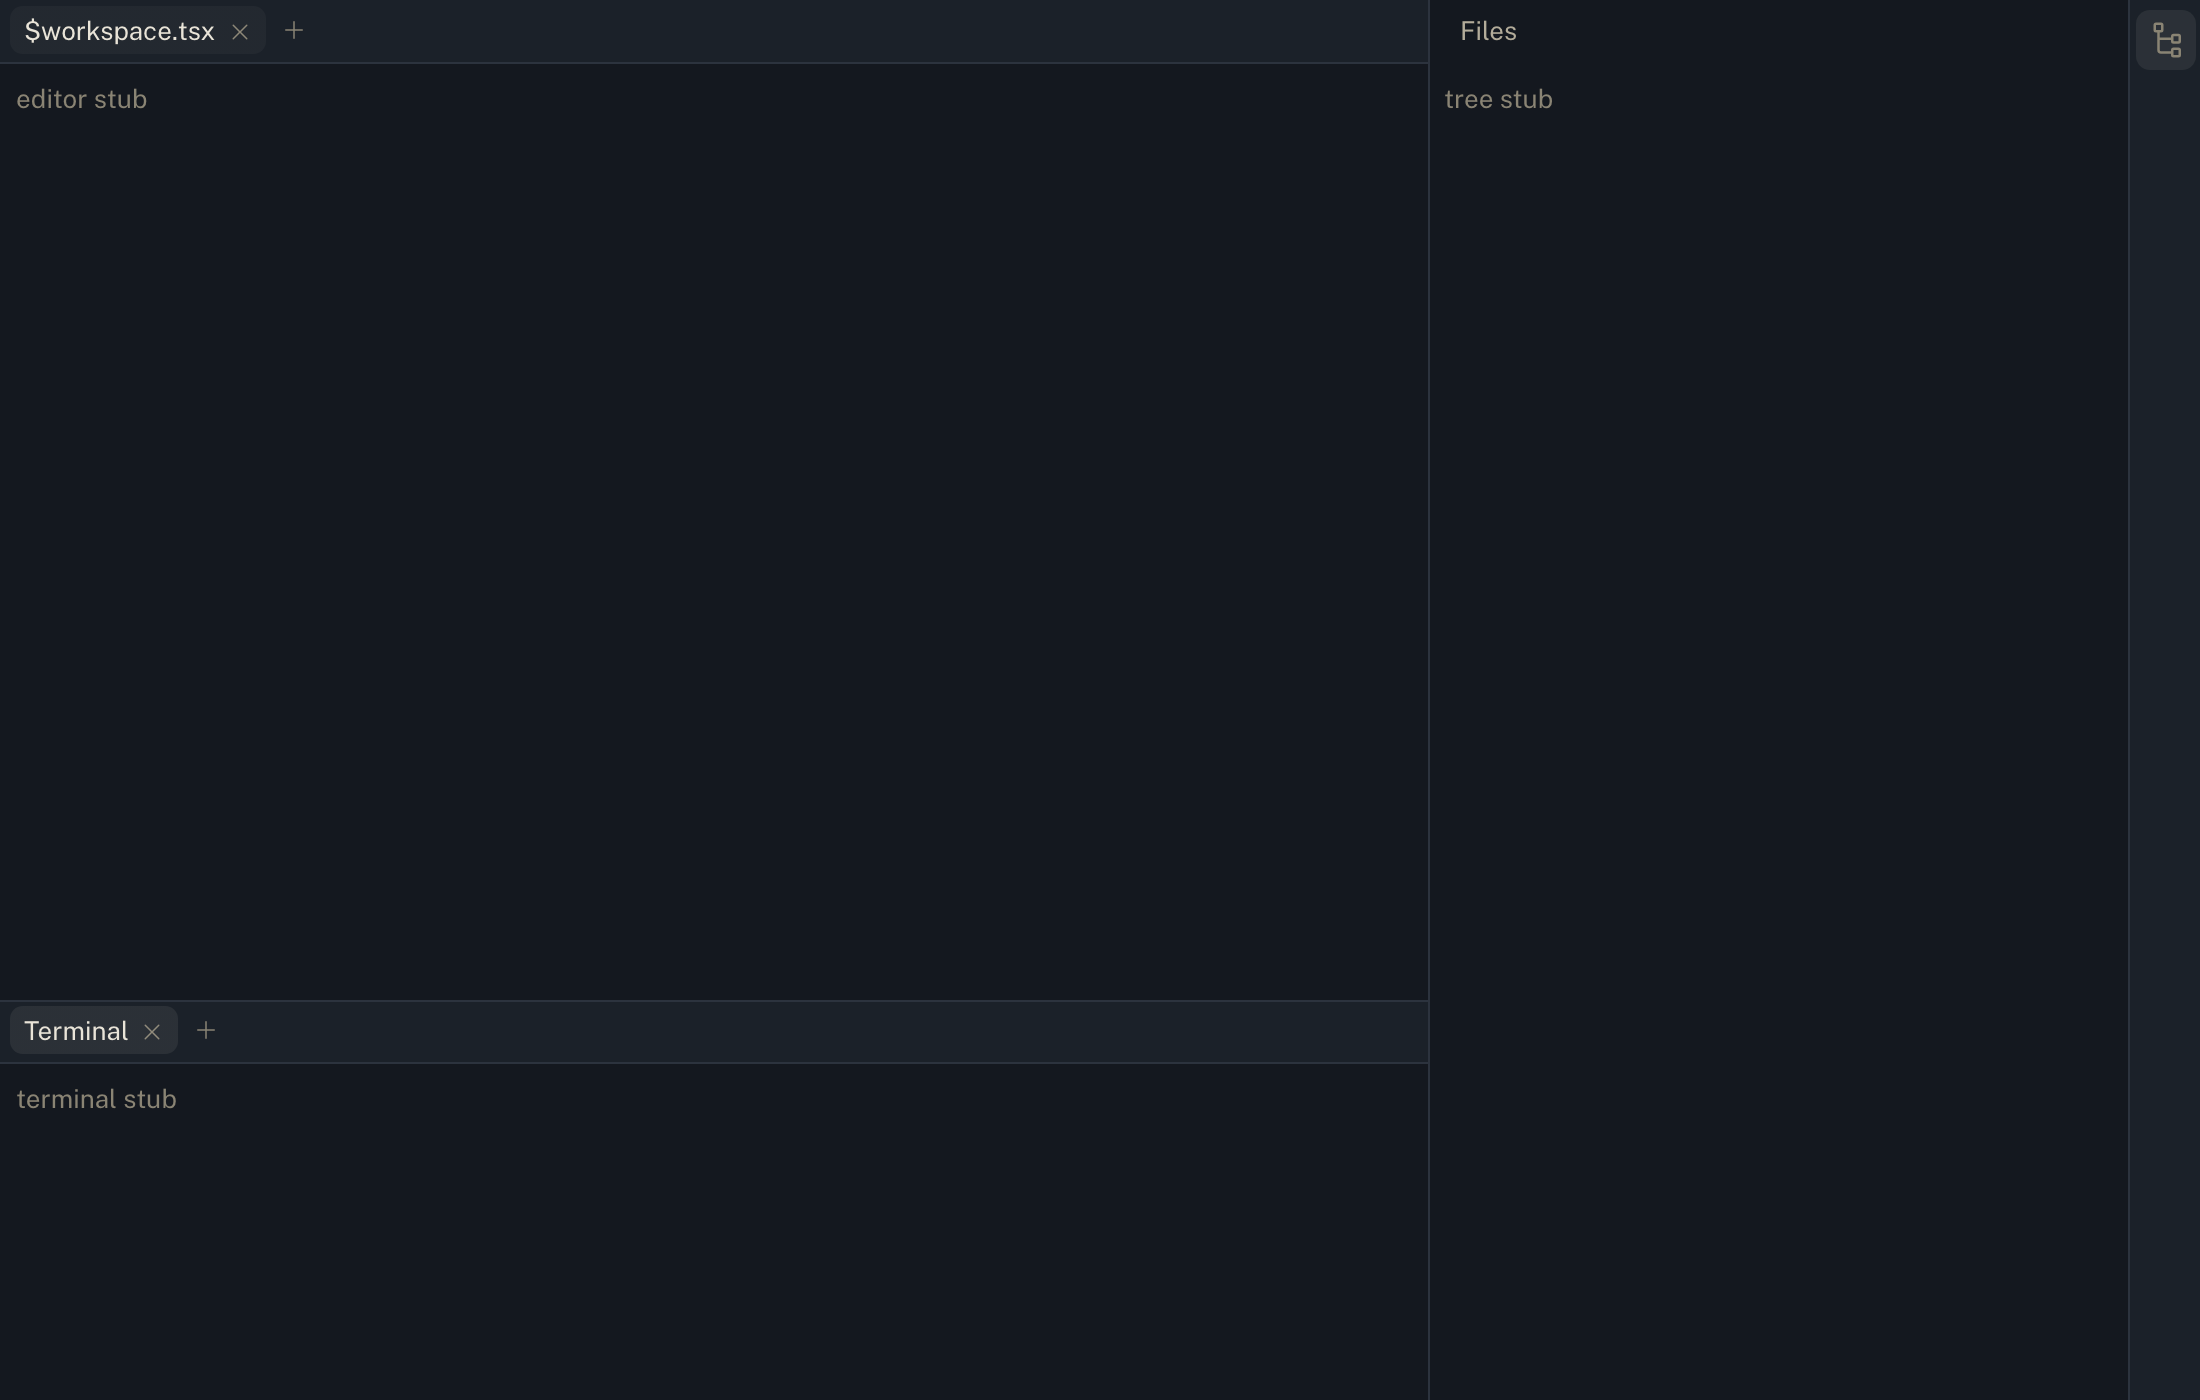 $workspace.tsx
editor stub
Files
tree stub
Terminal
terminal stub